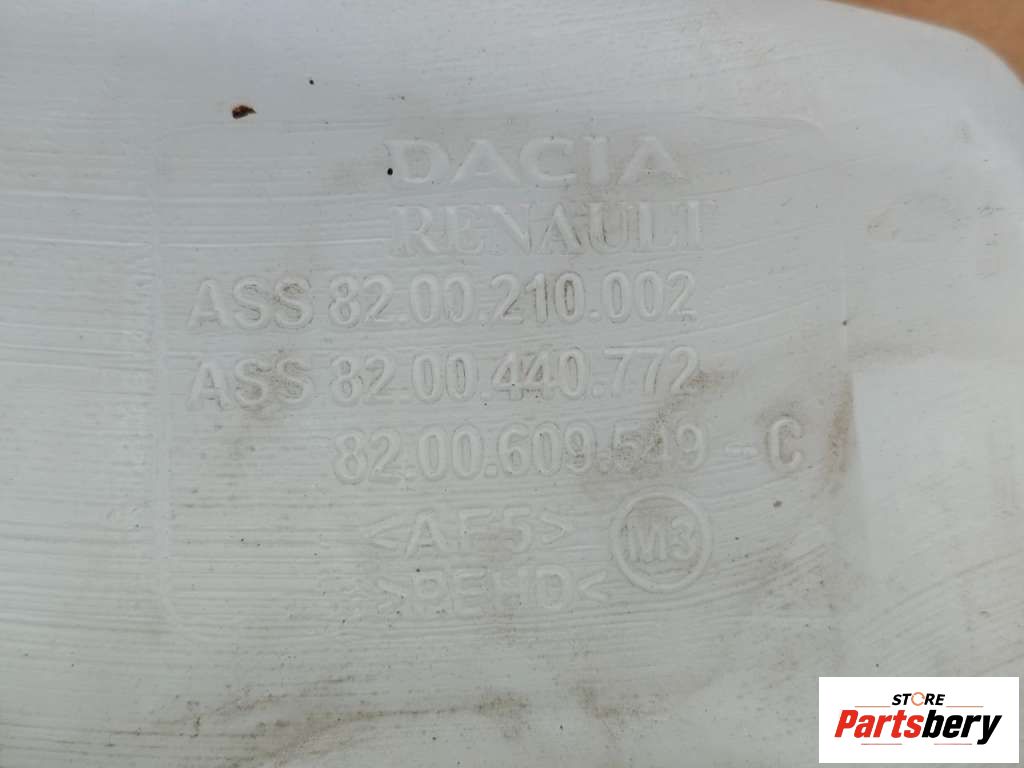 DACIA
RENAULT
ASS 82.00.210.002
ASS 82.00.440.772
82.00.609.549 -- C
<AF5>
M3
>PEHD<
STORE
Partsbery